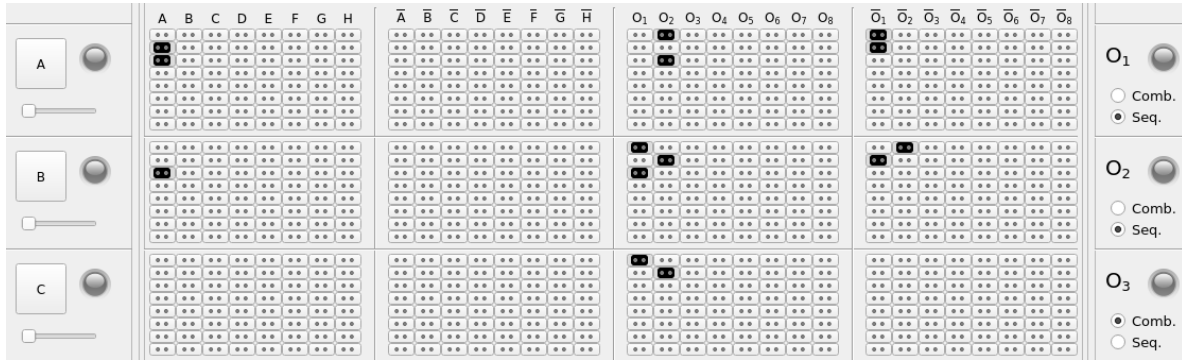 A B C D E F G H A̅ B̅ C̅ D̅ E̅ F̅ G̅ H̅ O₁ O₂ O₃ O₄ O₅ O₆ O₇ O₈ O̅₁ O̅₂ O̅₃ O̅₄ O̅₅ O̅₆ O̅₇ O̅₈
A
O₁
Comb.
Seq.
B
O₂
Comb.
Seq.
C
O₃
Comb.
Seq.